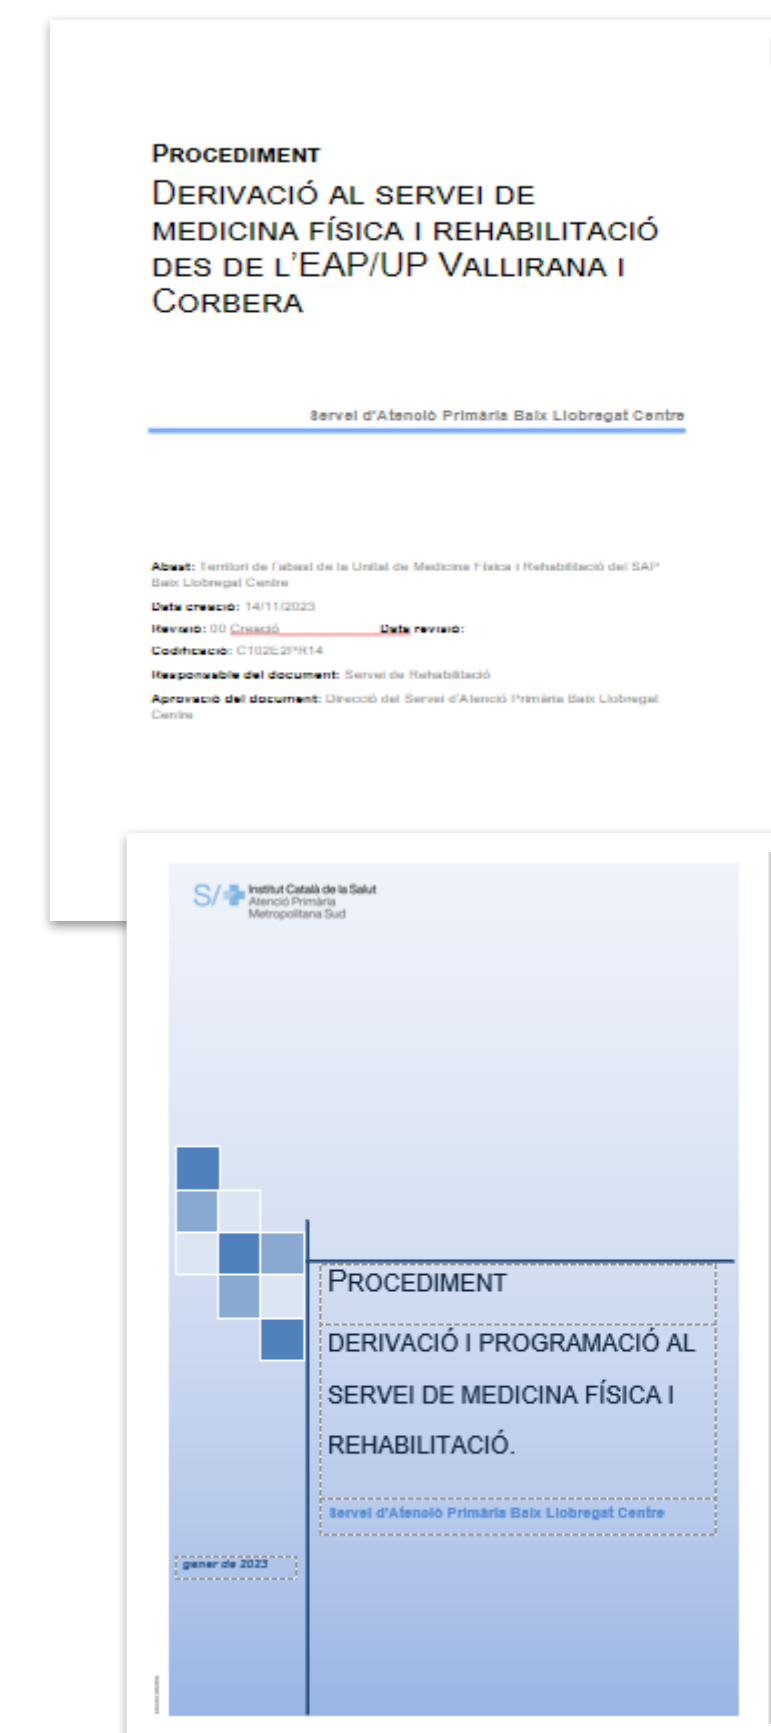 PROCEDIMENT
DERIVACIÓ AL SERVEI DE
MEDICINA FÍSICA I REHABILITACIÓ
DES DE L'EAP/UP VALLIRANA I
CORBERA
Servei d'Atenció Primària Baix Llobregat Centre
Abast: Territori de l'abast de la Unitat de Medicina Física i Rehabilitació del SAP
Baix Llobregat Centre
Data creació: 14/11/2023
Revisió: 00 Creació Data revisió:
Codificació: C102E2PR14
Responsable del document: Servei de Rehabilitació
Aprovació del document: Direcció del Servei d'Atenció Primària Baix Llobregat
Centre
S/ Institut Català de la Salut
Atenció Primària
Metropolitana Sud
PROCEDIMENT
DERIVACIÓ I PROGRAMACIÓ AL
SERVEI DE MEDICINA FÍSICA I
REHABILITACIÓ.
Servei d'Atenció Primària Baix Llobregat Centre
gener de 2023